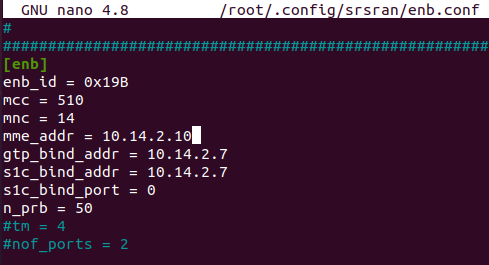 GNU nano 4.8 /root/.config/srsran/enb.conf
#
#####################################################
[enb]
enb_id = 0x19B
mcc = 510
mnc = 14
mme_addr = 10.14.2.10
gtp_bind_addr = 10.14.2.7
s1c_bind_addr = 10.14.2.7
s1c_bind_port = 0
n_prb = 50
#tm = 4
#nof_ports = 2